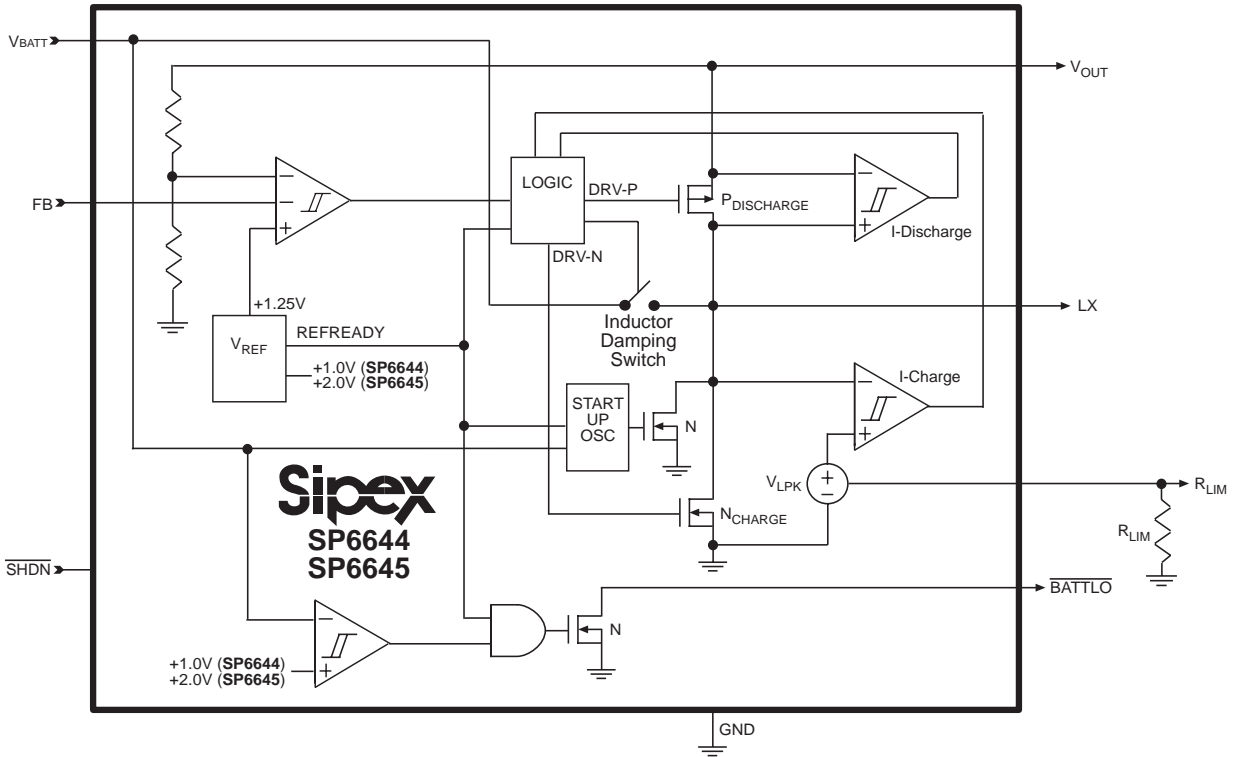 VBATT
VOUT
LOGIC
DRV-P
PDISCHARGE
FB
I-Discharge
DRV-N
+1.25V
LX
Inductor
Damping
Switch
REFREADY
VREF
+1.0V (SP6644)
+2.0V (SP6645)
I-Charge
START
UP
OSC
N
VLPK
RLIM
Sipex
SP6644
SP6645
NCHARGE
RLIM
SHDN
BATTLO
N
+1.0V (SP6644)
+2.0V (SP6645)
GND